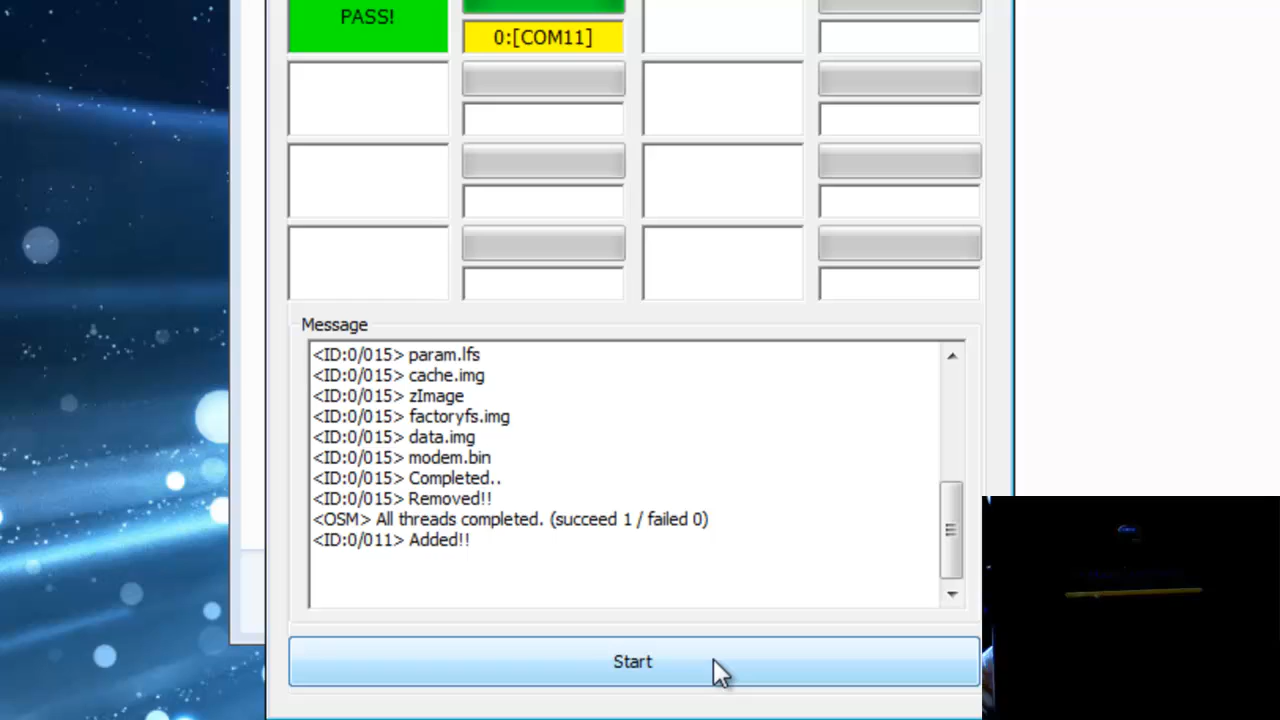 PASS!
0:[COM11]
Message
<ID:0/015> param.lfs
<ID:0/015> cache.img
<ID:0/015> zImage
<ID:0/015> factoryfs.img
<ID:0/015> data.img
<ID:0/015> modem.bin
<ID:0/015> Completed..
<ID:0/015> Removed!!
<OSM> All threads completed. (succeed 1 / failed 0)
<ID:0/011> Added!!
Start